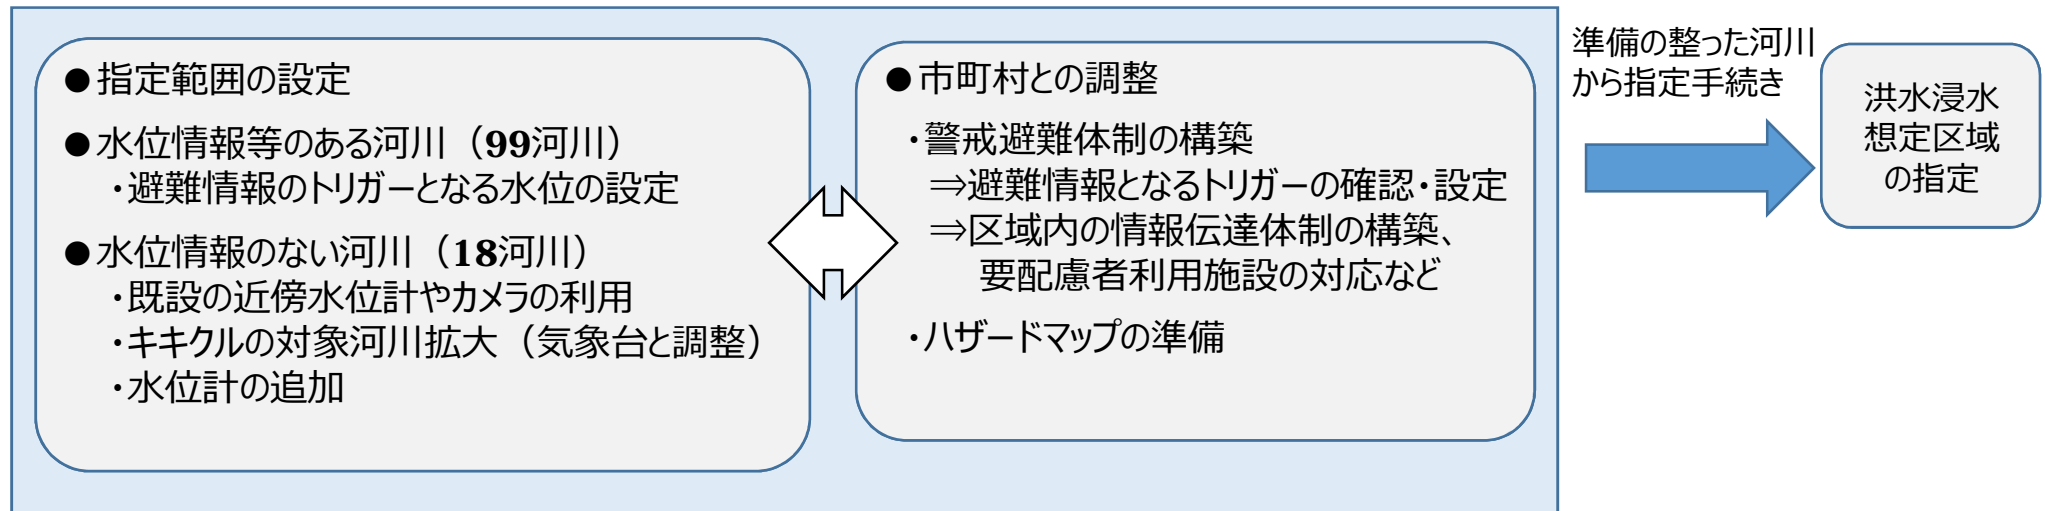 ●指定範囲の設定
●水位情報等のある河川（99河川）
・避難情報のトリガーとなる水位の設定
●水位情報のない河川（18河川）
・既設の近傍水位計やカメラの利用
・キキクルの対象河川拡大（気象台と調整）
・水位計の追加
●市町村との調整
・警戒避難体制の構築
⇒避難情報となるトリガーの確認・設定
⇒区域内の情報伝達体制の構築、
要配慮者利用施設の対応など
・ハザードマップの準備
準備の整った河川
から指定手続き
洪水浸水
想定区域
の指定